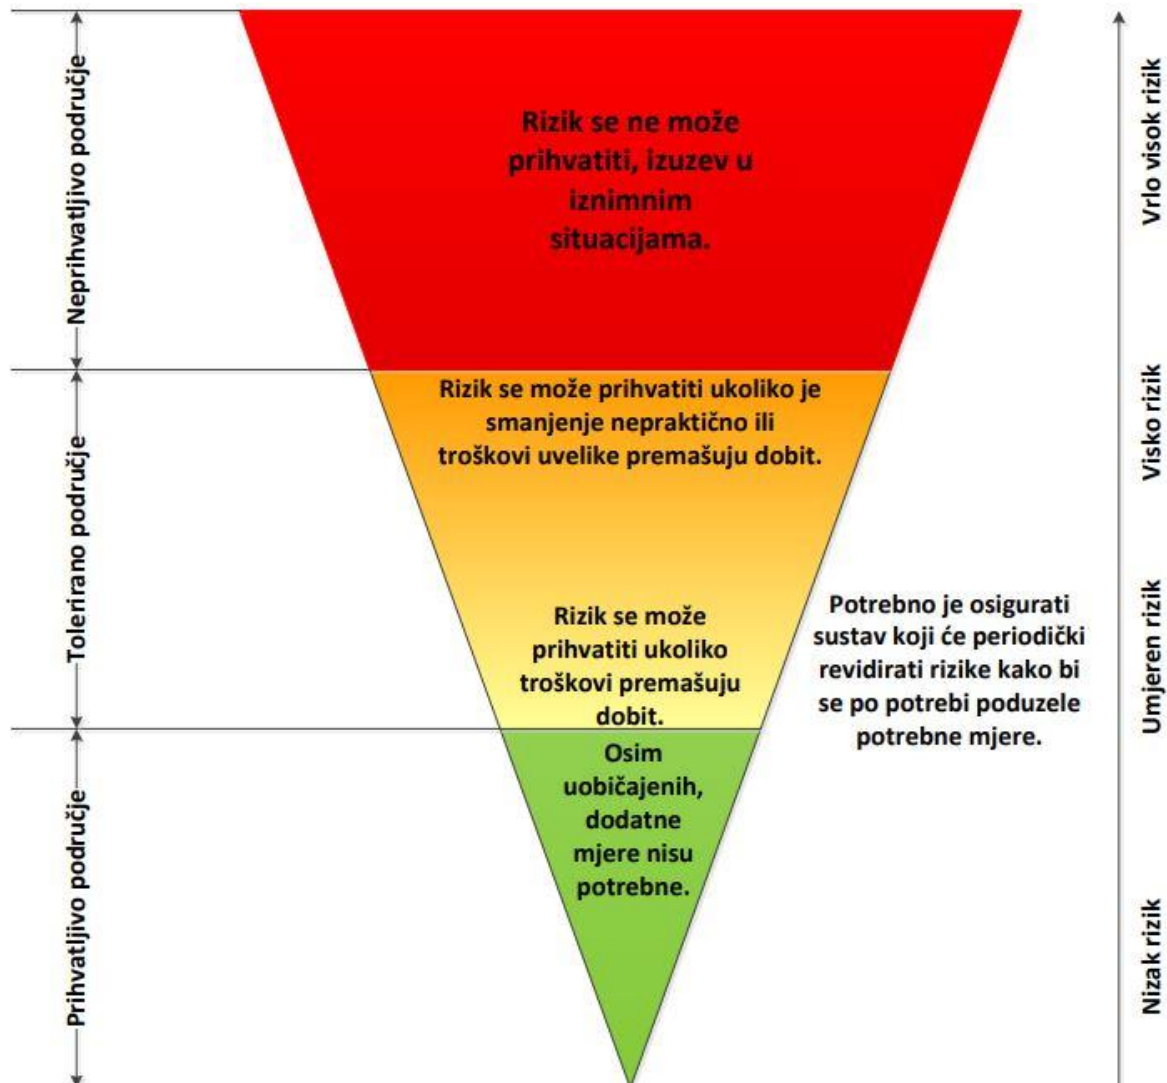 Neprihvatljivo područje
Rizik se ne može
prihvatiti, izuzev u
iznimnim
situacijama.
Vrlo visok rizik
Tolerirano područje
Rizik se može prihvatiti ukoliko je
smanjenje nepraktično ili
troškovi uvelike premašuju dobit.
Visko rizik
Rizik se može
prihvatiti ukoliko
troškovi premašuju
dobit.
Potrebno je osigurati
sustav koji će periodički
revidirati rizike kako bi
se po potrebi poduzele
potrebne mjere.
Umjeren rizik
Prihvatljivo područje
Osim
uobičajenih,
dodatne
mjere nisu
potrebne.
Nizak rizik